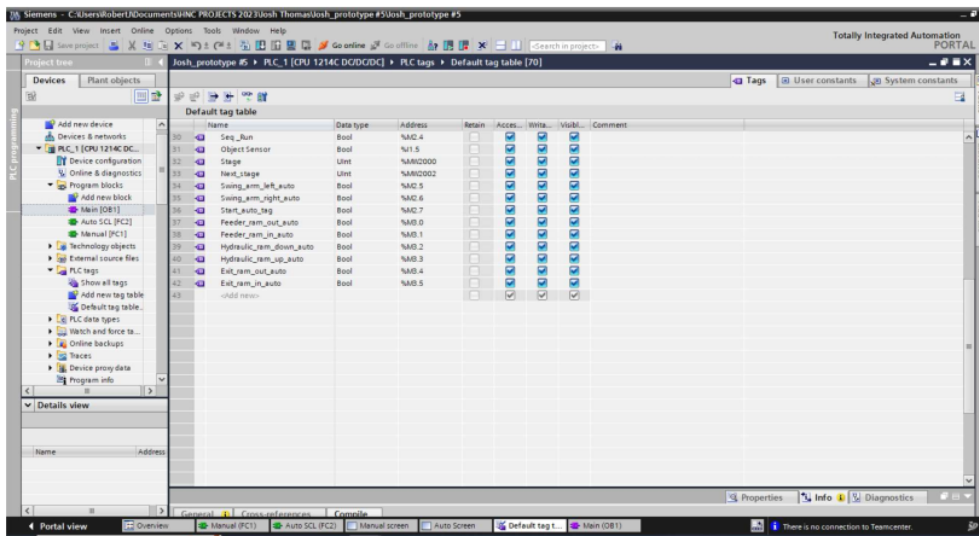 Siemens - C:\Users\Robert\Documents\HNC PROJECTS 2023\Josh Thomas\Josh_prototype #5\Josh_prototype #5
Project Edit View Insert Online Options Tools Window Help
Totally Integrated Automation
PORTAL
Save project Go online Go offline <Search in project>
Project tree
Josh_prototype #5 PLC_1 [CPU 1214C DC/DC/DC] PLC tags Default tag table [70]
Devices Plant objects
Tags User constants System constants
PLC programming
Default tag table
Name Data type Address Retain Acces... Writa... Visibl... Comment
Add new device
Devices & networks
PLC_1 [CPU 1214C DC...
Device configuration
Online & diagnostics
Program blocks
Add new block
Main [OB1]
Auto SCL [FC2]
Manual [FC1]
Technology objects
External source files
PLC tags
Show all tags
Add new tag table
Default tag table...
PLC data types
Watch and force ta...
Online backups
Traces
Device proxy data
Program info
30 Seq_Run Bool %M2.4
31 Object Sensor Bool %I1.5
32 Stage UInt %MW2000
33 Next_stage UInt %MW2002
34 Swing_arm_left_auto Bool %M2.5
35 Swing_arm_right_auto Bool %M2.6
36 Start_auto_tag Bool %M2.7
37 Feeder_ram_out_auto Bool %M3.0
38 Feeder_ram_in_auto Bool %M3.1
39 Hydraulic_ram_down_auto Bool %M3.2
40 Hydraulic_ram_up_auto Bool %M3.3
41 Exit_ram_out_auto Bool %M3.4
42 Exit_ram_in_auto Bool %M3.5
43 <Add new>
Details view
Name Address
Properties Info Diagnostics
General Cross-references Compile
Portal view Overview Manual (FC1) Auto SCL (FC2) Manual screen Auto Screen Default tag t... Main (OB1) There is no connection to Teamcenter.